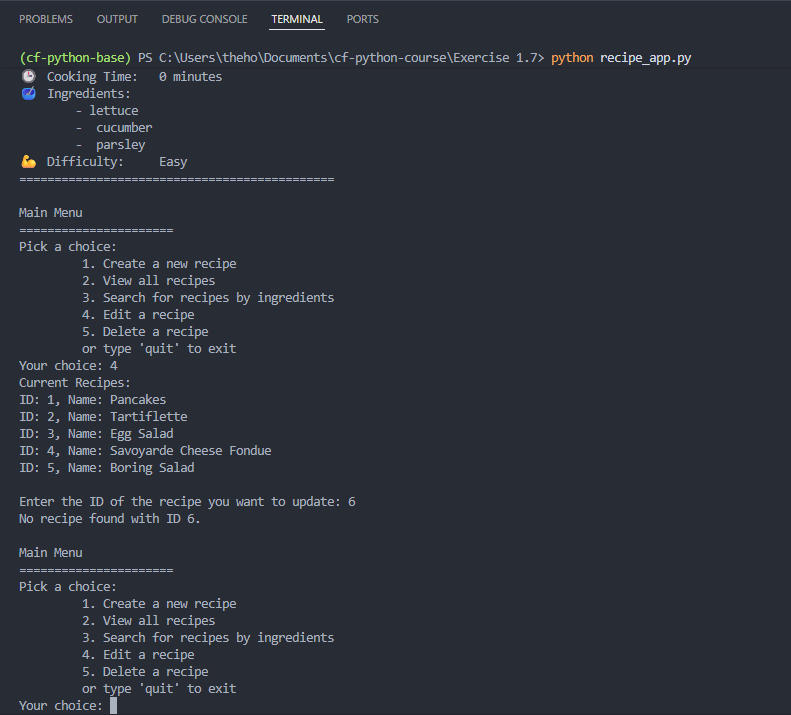 PROBLEMS OUTPUT DEBUG CONSOLE TERMINAL PORTS
(cf-python-base) PS C:\Users\theho\Documents\cf-python-course\Exercise 1.7> python recipe_app.py
🕒 Cooking Time: 0 minutes
Ingredients:
- lettuce
- cucumber
- parsley
💪 Difficulty: Easy
=============================================

Main Menu
======================
Pick a choice:
1. Create a new recipe
2. View all recipes
3. Search for recipes by ingredients
4. Edit a recipe
5. Delete a recipe
or type 'quit' to exit
Your choice: 4
Current Recipes:
ID: 1, Name: Pancakes
ID: 2, Name: Tartiflette
ID: 3, Name: Egg Salad
ID: 4, Name: Savoyarde Cheese Fondue
ID: 5, Name: Boring Salad

Enter the ID of the recipe you want to update: 6
No recipe found with ID 6.

Main Menu
======================
Pick a choice:
1. Create a new recipe
2. View all recipes
3. Search for recipes by ingredients
4. Edit a recipe
5. Delete a recipe
or type 'quit' to exit
Your choice: